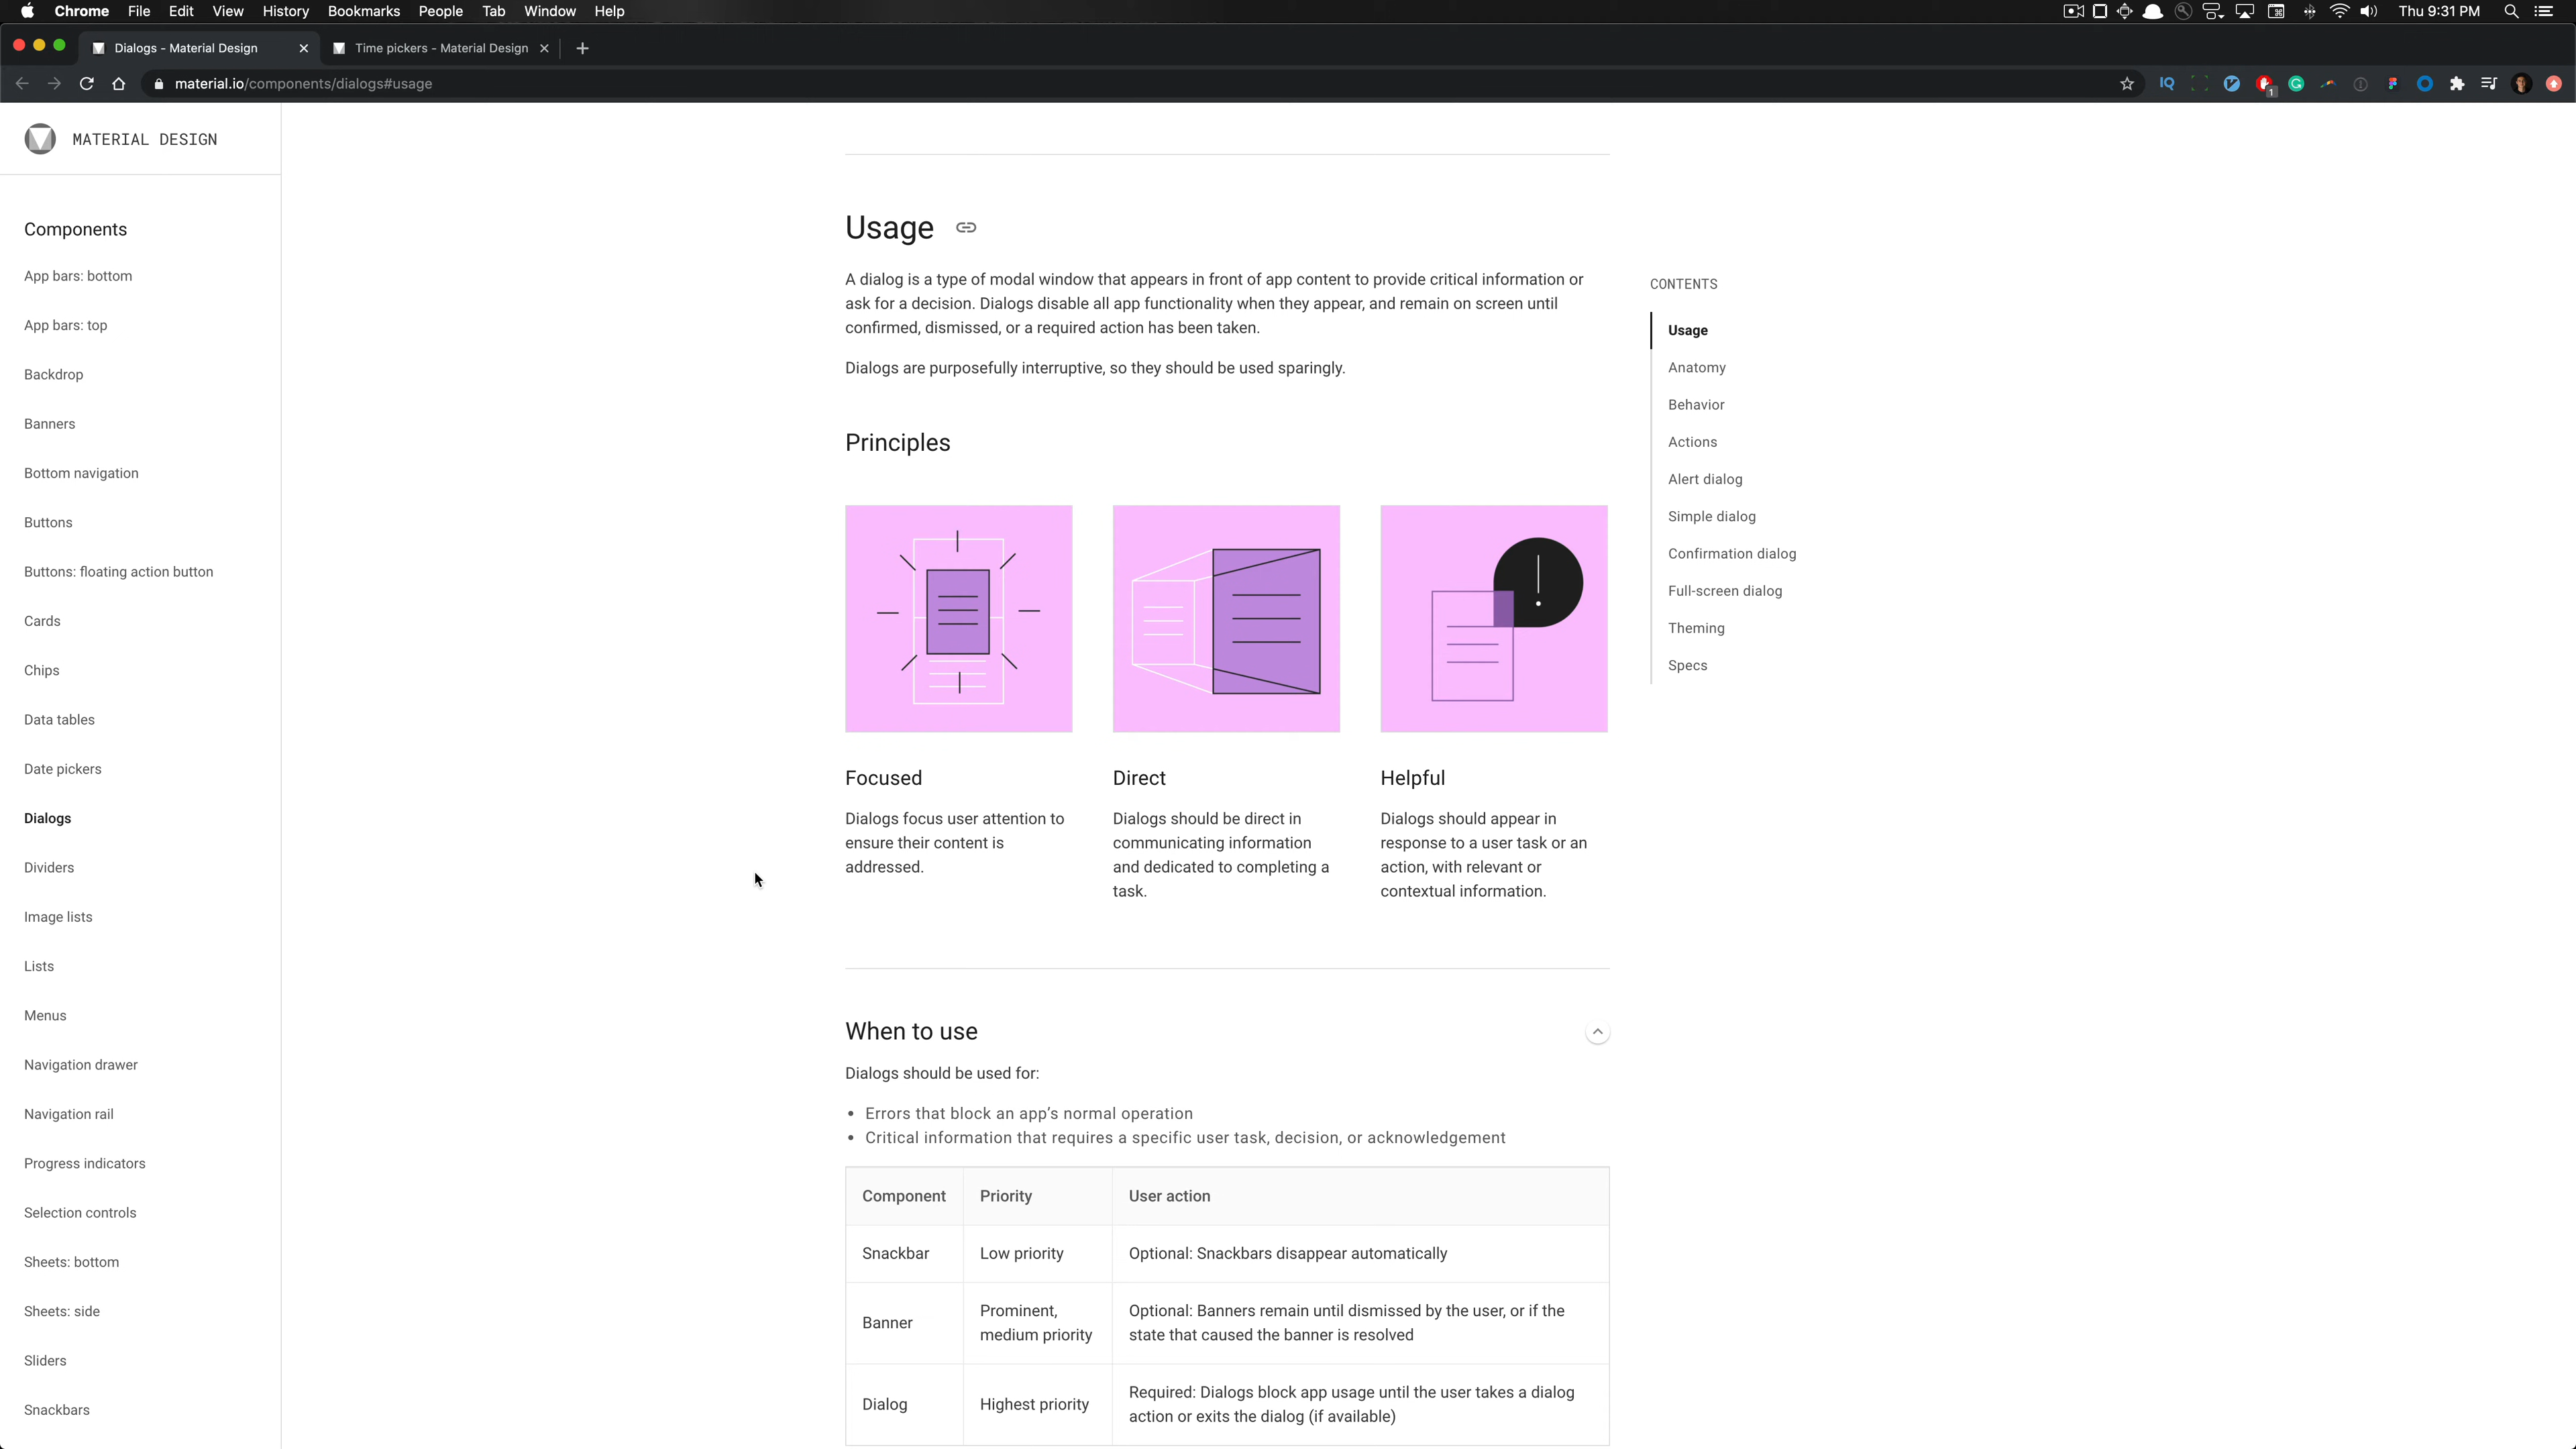 Chrome File Edit View History Bookmarks People Tab Window Help Thu 9:31 PM
Dialogs - Material Design Time pickers - Material Design
material.io/components/dialogs#usage
MATERIAL DESIGN
Components
App bars: bottom
App bars: top
Backdrop
Banners
Bottom navigation
Buttons
Buttons: floating action button
Cards
Chips
Data tables
Date pickers
Dialogs
Dividers
Image lists
Lists
Menus
Navigation drawer
Navigation rail
Progress indicators
Selection controls
Sheets: bottom
Sheets: side
Sliders
Snackbars
Usage
A dialog is a type of modal window that appears in front of app content to provide critical information or
ask for a decision. Dialogs disable all app functionality when they appear, and remain on screen until
confirmed, dismissed, or a required action has been taken.
Dialogs are purposefully interruptive, so they should be used sparingly.
Principles
Focused
Dialogs focus user attention to
ensure their content is
addressed.
Direct
Dialogs should be direct in
communicating information
and dedicated to completing a
task.
Helpful
Dialogs should appear in
response to a user task or an
action, with relevant or
contextual information.
When to use
Dialogs should be used for:
• Errors that block an app’s normal operation
• Critical information that requires a specific user task, decision, or acknowledgement
Component Priority User action
Snackbar Low priority Optional: Snackbars disappear automatically
Banner Prominent,
medium priority Optional: Banners remain until dismissed by the user, or if the
state that caused the banner is resolved
Dialog Highest priority Required: Dialogs block app usage until the user takes a dialog
action or exits the dialog (if available)
CONTENTS
Usage
Anatomy
Behavior
Actions
Alert dialog
Simple dialog
Confirmation dialog
Full-screen dialog
Theming
Specs
IQ
1